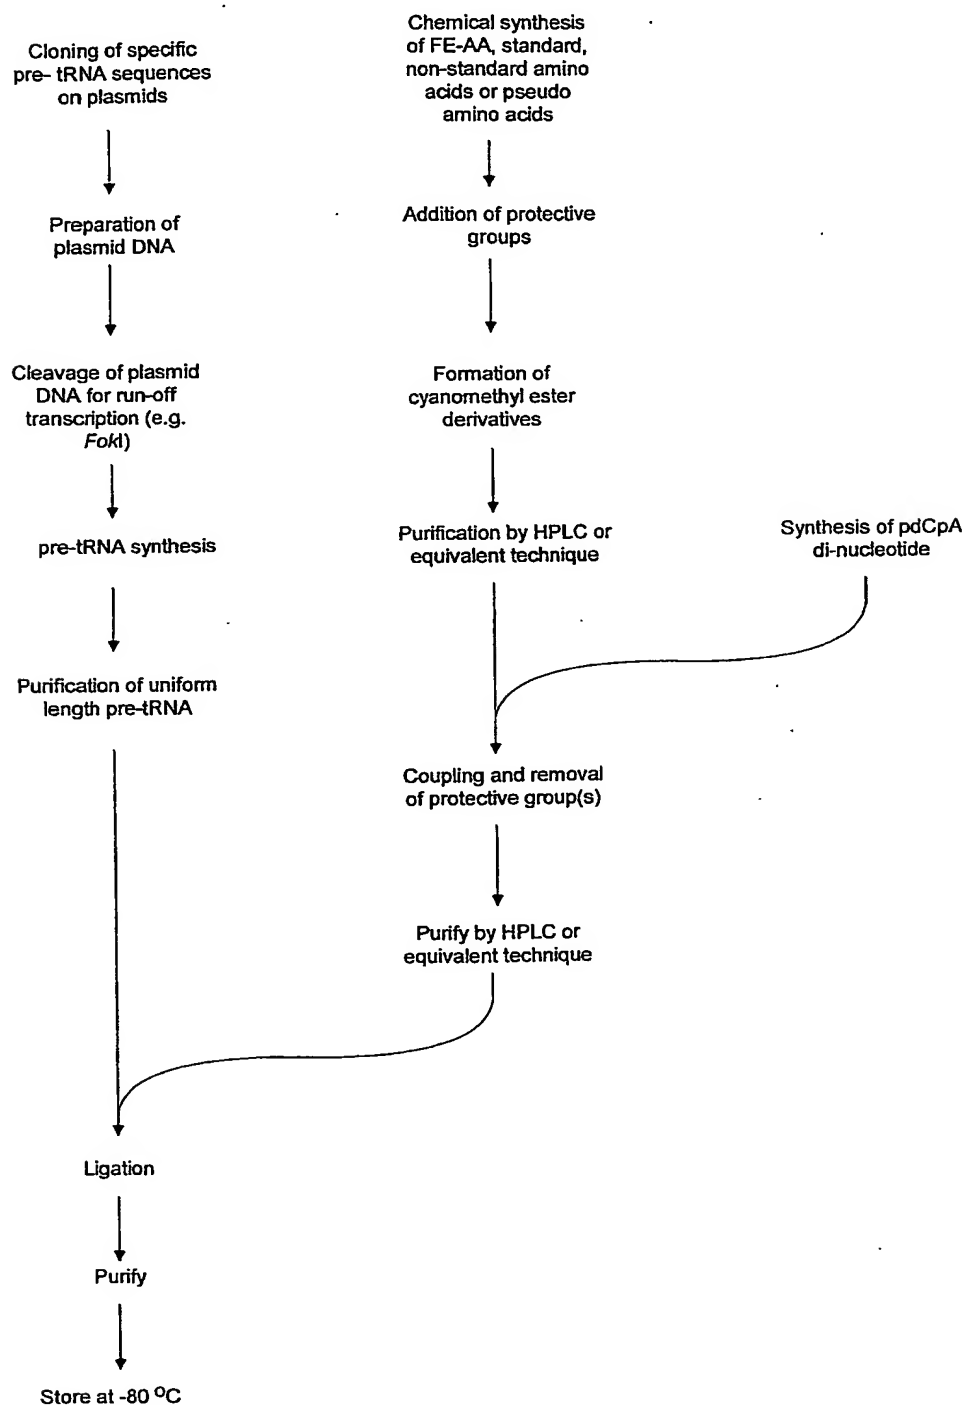 Cloning of specific
pre- tRNA sequences
on plasmids
Preparation of
plasmid DNA
Cleavage of plasmid
DNA for run-off
transcription (e.g.
FokI)
pre-tRNA synthesis
Purification of uniform
length pre-tRNA
Chemical synthesis
of FE-AA, standard,
non-standard amino
acids or pseudo
amino acids
Addition of protective
groups
Formation of
cyanomethyl ester
derivatives
Purification by HPLC or
equivalent technique
Synthesis of pdCpA
di-nucleotide
Coupling and removal
of protective group(s)
Purify by HPLC or
equivalent technique
Ligation
Purify
Store at -80 °C